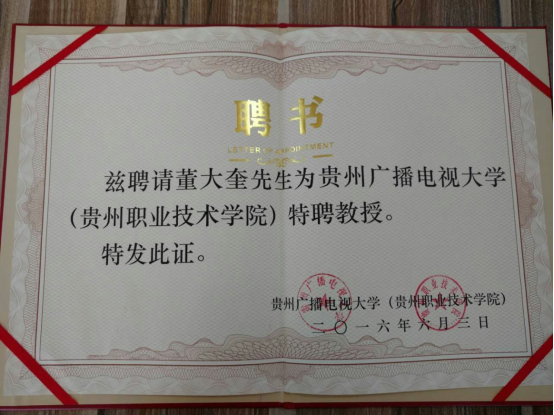 聘书
LETTER OF APPOINTMENT
兹聘请董大奎先生为贵州广播电视大学
（贵州职业技术学院）特聘教授。
特发此证。
贵州广播电视大学（贵州职业技术学院）
二〇一六年六月三日